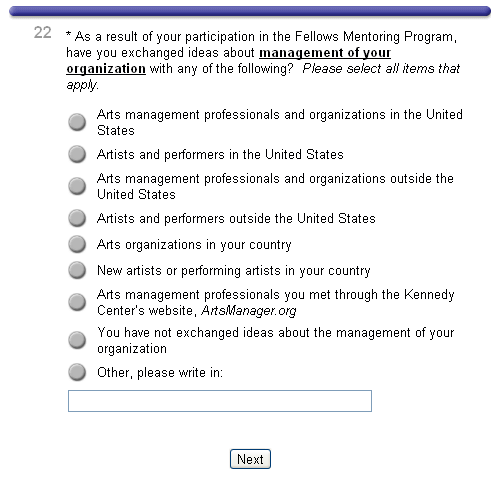 22 * As a result of your participation in the Fellows Mentoring Program,
have you exchanged ideas about management of your
organization with any of the following? Please select all items that
apply.
Arts management professionals and organizations in the United
States
Artists and performers in the United States
Arts management professionals and organizations outside the
United States
Artists and performers outside the United States
Arts organizations in your country
New artists or performing artists in your country
Arts management professionals you met through the Kennedy
Center's website, ArtsManager.org
You have not exchanged ideas about the management of your
organization
Other, please write in:
Next